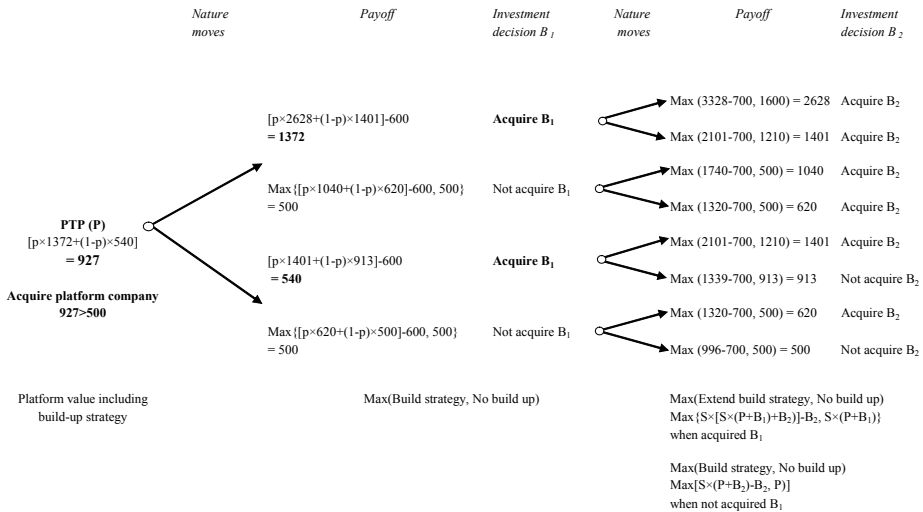 Nature moves
Payoff
Investment decision B1
Nature moves
Payoff
Investment decision B2
Max (3328-700, 1600) = 2628 Acquire B2
[p×2628+(1-p)×1401]-600 Acquire B1
= 1372
Max (2101-700, 1210) = 1401 Acquire B2
Max (1740-700, 500) = 1040 Acquire B2
Max{[p×1040+(1-p)×620]-600, 500} Not acquire B1
= 500
Max (1320-700, 500) = 620 Acquire B2
PTP (P)
[p×1372+(1-p)×540]
= 927
Acquire platform company
927>500
Max (2101-700, 1210) = 1401 Acquire B2
[p×1401+(1-p)×913]-600 Acquire B1
= 540
Max (1339-700, 913) = 913 Not acquire B2
Max (1320-700, 500) = 620 Acquire B2
Max{[p×620+(1-p)×500]-600, 500} Not acquire B1
= 500
Max (996-700, 500) = 500 Not acquire B2
Platform value including
build-up strategy
Max(Build strategy, No build up)
Max(Extend build strategy, No build up)
Max{S×[S×(P+B1)+B2)]-B2, S×(P+B1)}
when acquired B1
Max(Build strategy, No build up)
Max[S×(P+B2)-B2, P)]
when not acquired B1